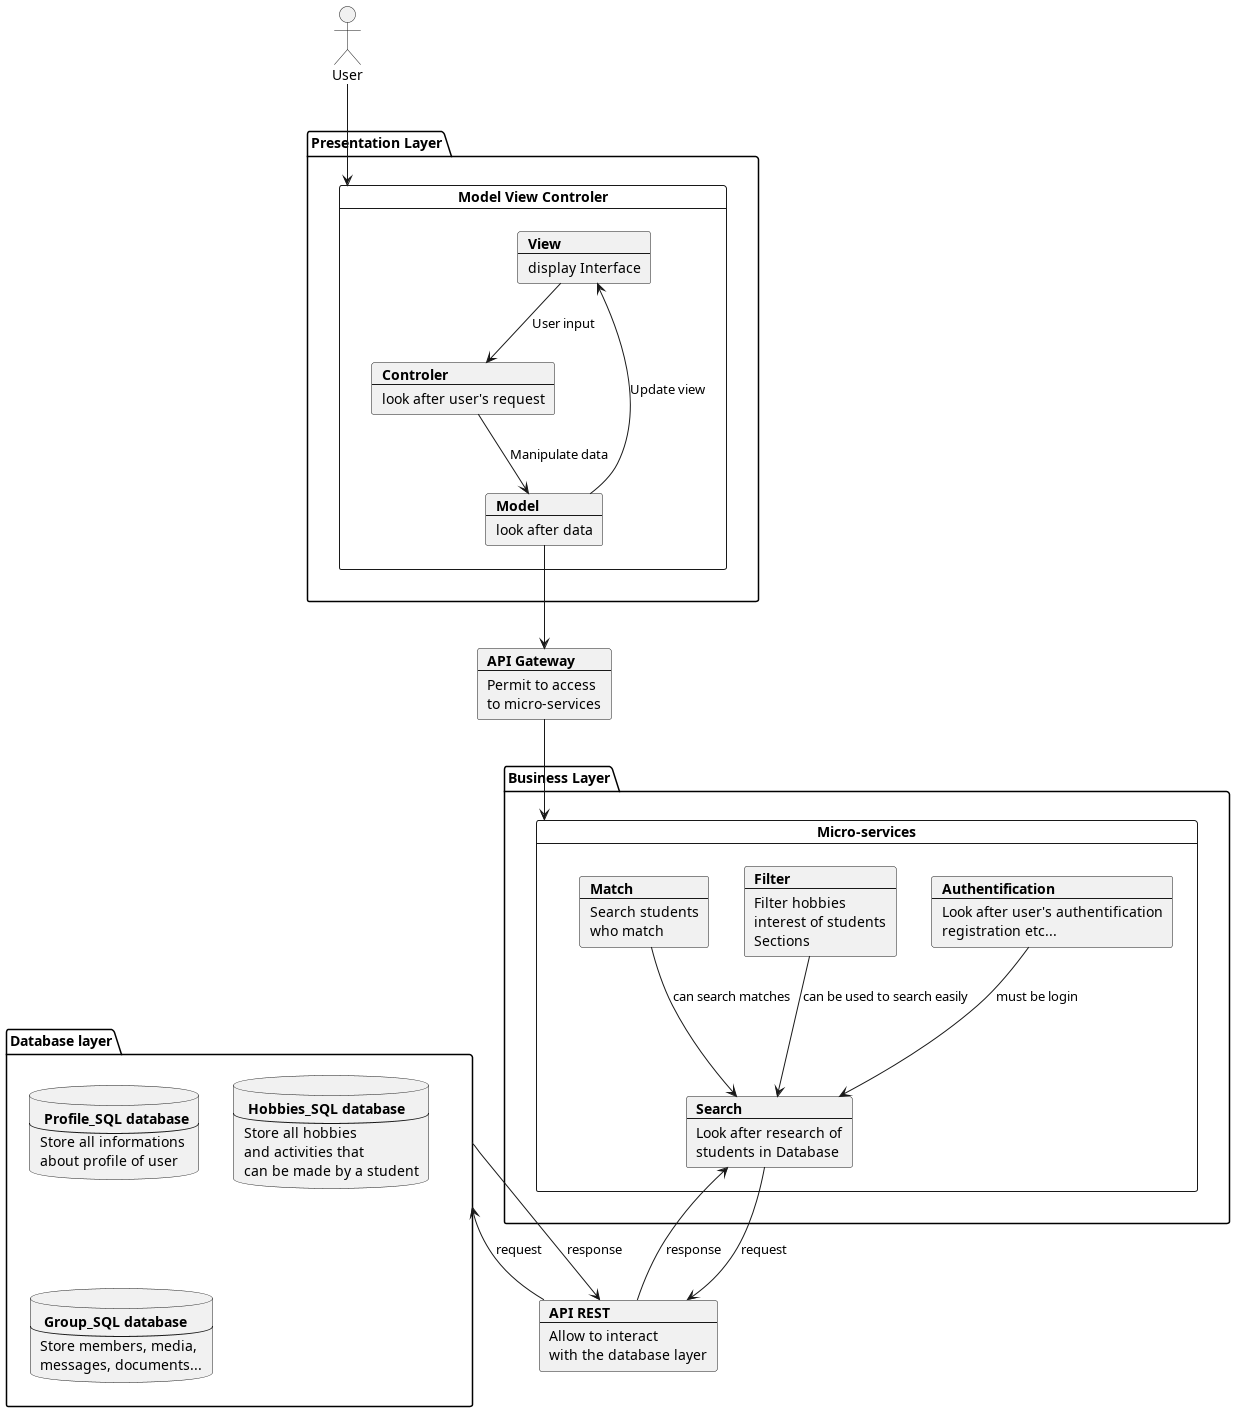 User
Presentation Layer
Model View Controler
View
display Interface
User input
Controler
look after user's request
Update view
Manipulate data
Model
look after data
API Gateway
Permit to access
to micro-services
Business Layer
Micro-services
Match
Search students
who match
Filter
Filter hobbies
interest of students
Sections
Authentification
Look after user's authentification
registration etc...
can search matches
can be used to search easily
must be login
Search
Look after research of
students in Database
Database layer
Profile_SQL database
Store all informations
about profile of user
Hobbies_SQL database
Store all hobbies
and activities that
can be made by a student
request
response
response
request
Group_SQL database
Store members, media,
messages, documents...
API REST
Allow to interact
with the database layer